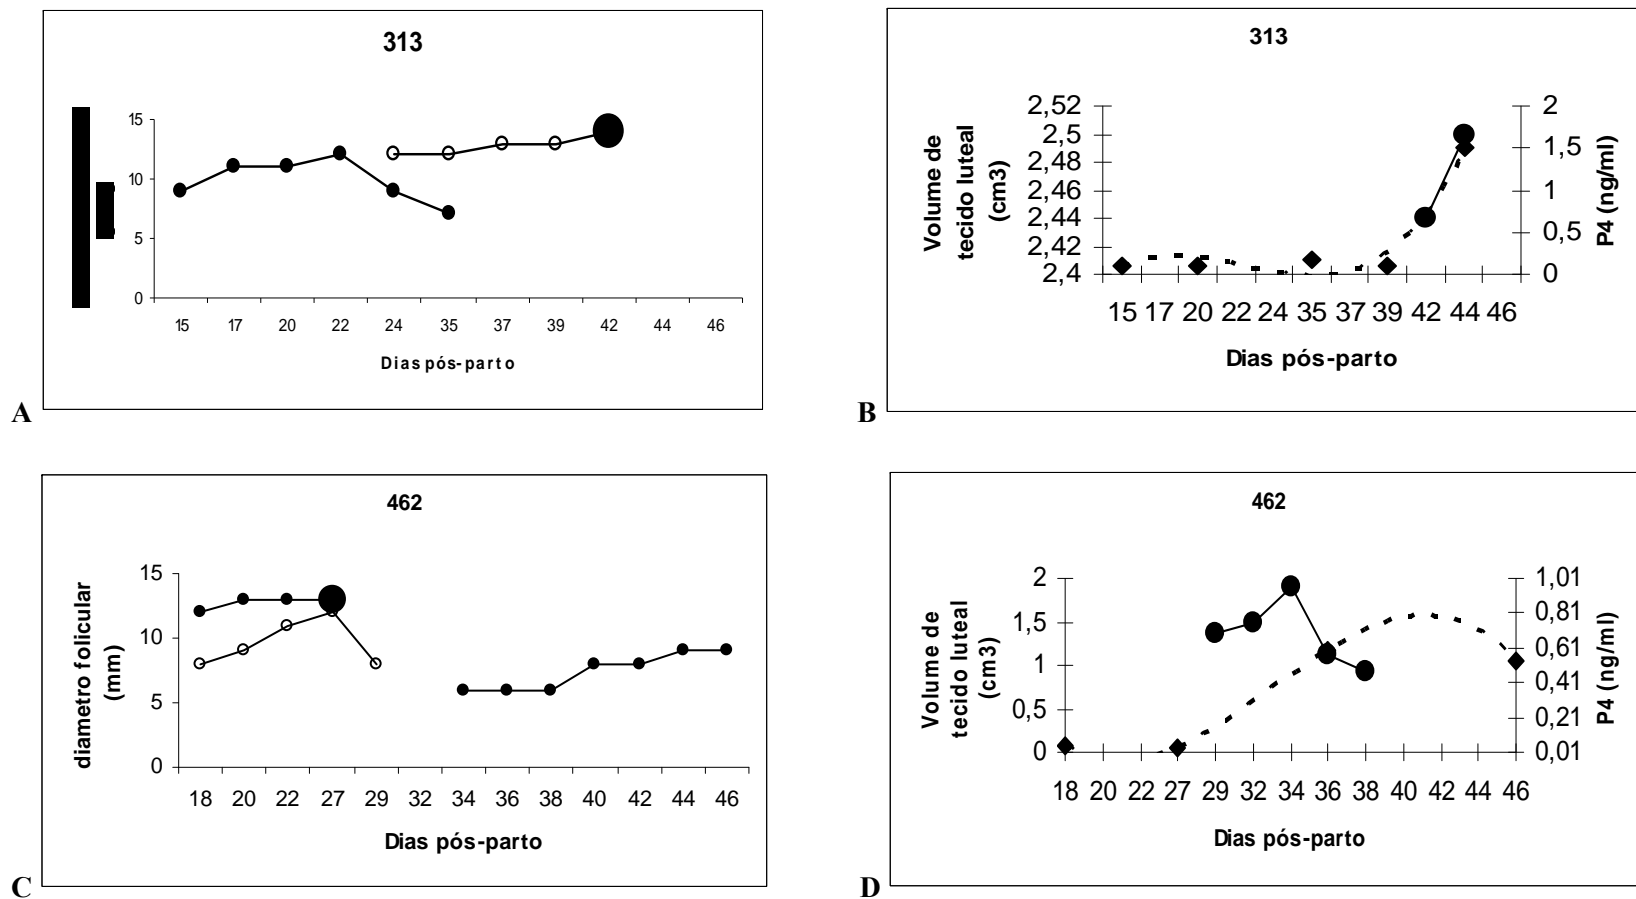 313
15
10
5
0
15 17 20 22 24 35 37 39 42 44 46
Dias pós-parto
A
313
Volume de
tecido luteal
(cm3)
2,52
2,5
2,48
2,46
2,44
2,42
2,4
2
1,5
1
0,5
0
P4 (ng/ml)
15 17 20 22 24 35 37 39 42 44 46
Dias pós-parto
B
462
diametro folicular
(mm)
15
10
5
0
18 20 22 27 29 32 34 36 38 40 42 44 46
Dias pós-parto
C
462
Volume de
tecido luteal
(cm3)
2
1,5
1
0,5
0
1,01
0,81
0,61
0,41
0,21
0,01
P4 (ng/ml)
18 20 22 27 29 32 34 36 38 40 42 44 46
Dias pós-parto
D